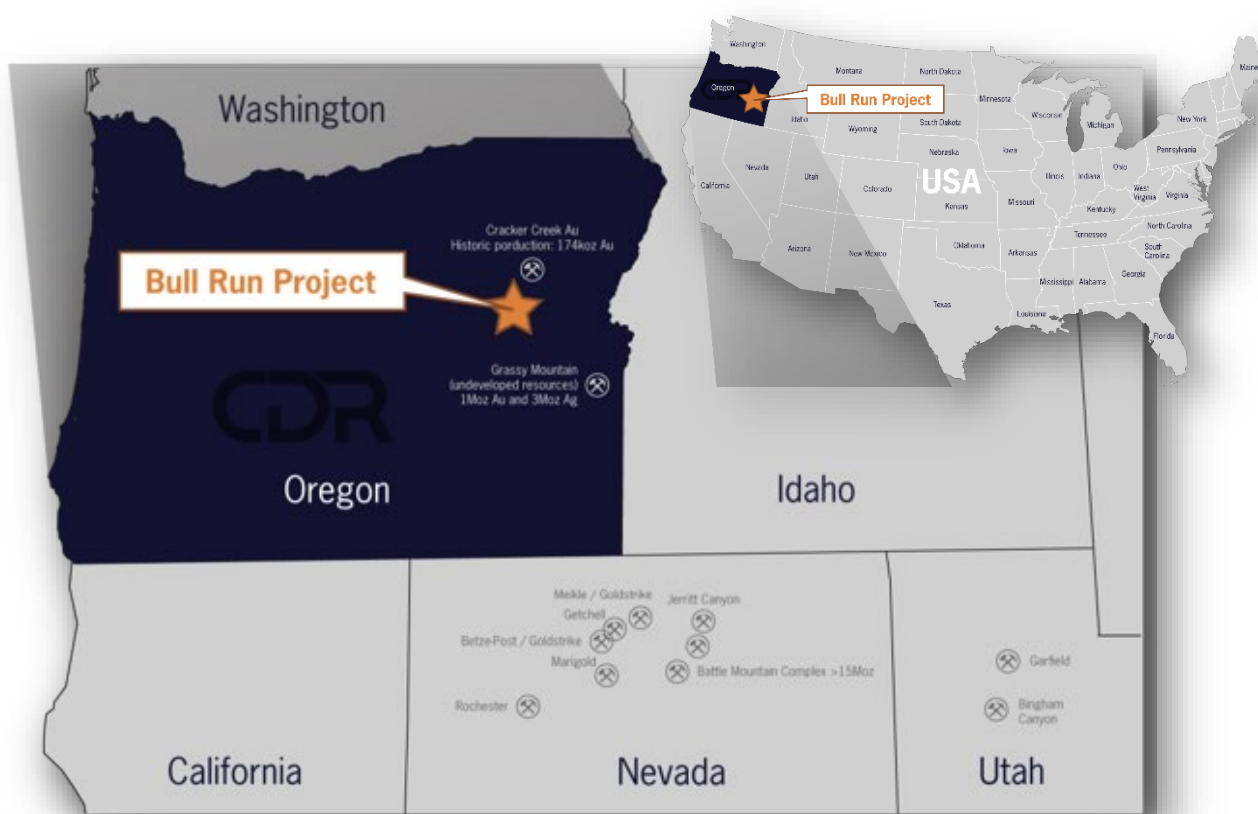 Washington
Cracker Creek Au
Historic porduction: 174koz Au
Bull Run Project
Grassy Mountain
(undeveloped resources)
1Moz Au and 3Moz Ag
CDR
Oregon
Idaho
Meikle / Goldstrike
Jerritt Canyon
Getchell
Betze-Post / Goldstrike
Marigold
Battle Mountain Complex >15Moz
Rochester
Garfield
Bingham
Canyon
California
Nevada
Utah
Washington
Montana
North Dakota
Minnesota
Maine
Oregon
CDR
Bull Run Project
Idaho
Wyoming
South Dakota
Wisconsin
Michigan
New York
Nebraska
Iowa
Pennsylvania
Nevada
Utah
Colorado
USA
Kansas
Illinois
Indiana
Ohio
West
Virginia
Virginia
California
Missouri
Kentucky
Arizona
New Mexico
Oklahoma
Arkansas
Tennessee
North Carolina
South
Carolina
Texas
Louisiana
Mississippi
Alabama
Georgia
Florida